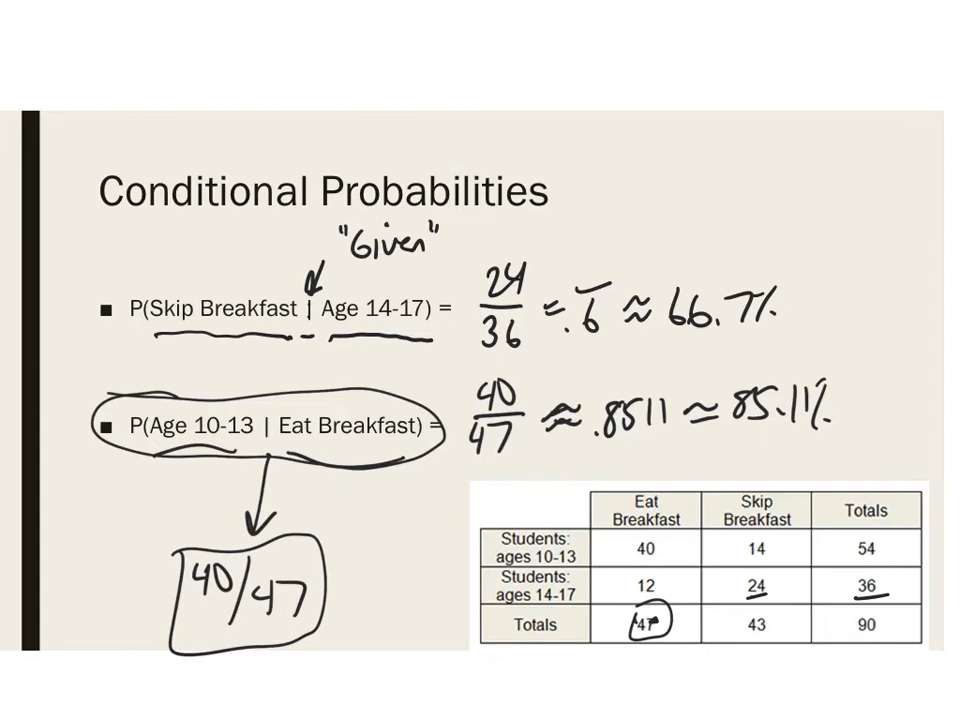 Conditional Probabilities
"Given"
■ P(Skip Breakfast | Age 14-17) = 24/36 = .6̅ ≈ 66.7%
■ P(Age 10-13 | Eat Breakfast) = 40/47 ≈ .8511 ≈ 85.11%
40/47
Eat Breakfast Skip Breakfast Totals
Students: ages 10-13 40 14 54
Students: ages 14-17 12 24 36
Totals 47 43 90